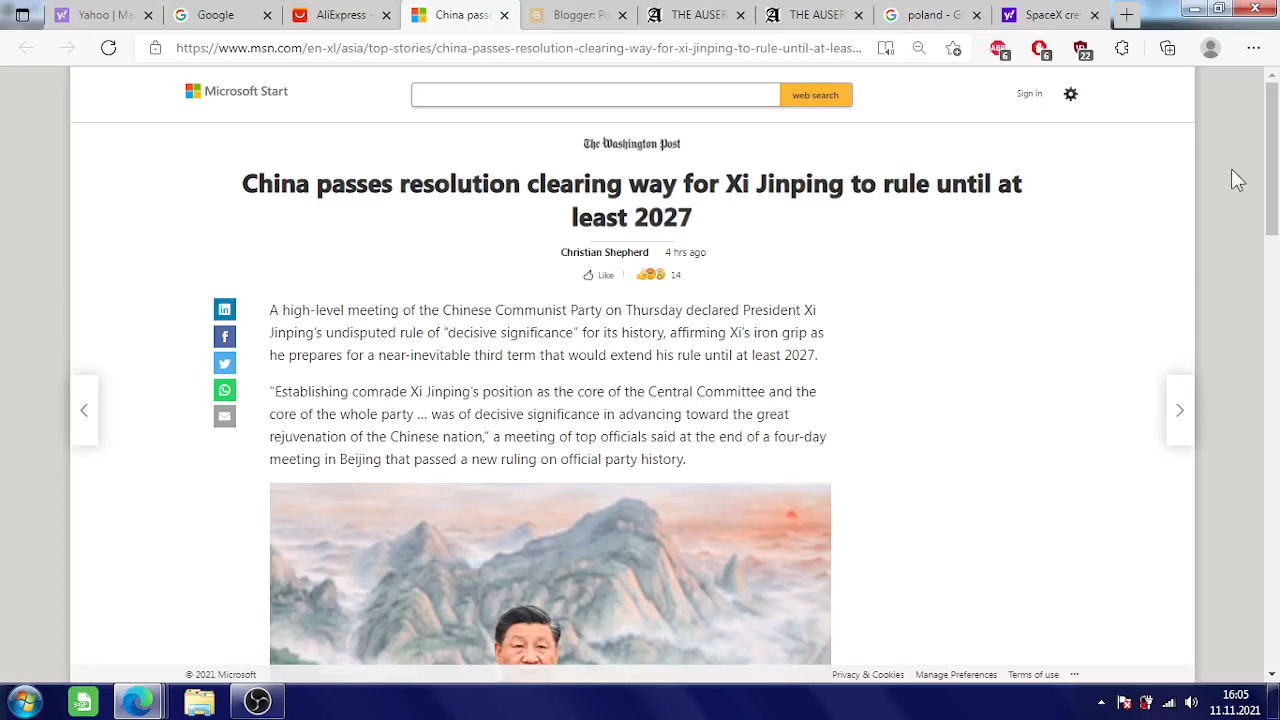 Yahoo | Ma
Google
AliExpress -
China pass
Blogger: Po
THE AUSER
THE AUSER
poland - G
SpaceX cre
https://www.msn.com/en-xl/asia/top-stories/china-passes-resolution-clearing-way-for-xi-jinping-to-rule-until-at-leas...
6
6
22
Microsoft Start
web search
Sign in
The Washington Post
China passes resolution clearing way for Xi Jinping to rule until at
least 2027
Christian Shepherd 4 hrs ago
Like 14
A high-level meeting of the Chinese Communist Party on Thursday declared President Xi
Jinping’s undisputed rule of “decisive significance” for its history, affirming Xi’s iron grip as
he prepares for a near-inevitable third term that would extend his rule until at least 2027.
“Establishing comrade Xi Jinping’s position as the core of the Central Committee and the
core of the whole party … was of decisive significance in advancing toward the great
rejuvenation of the Chinese nation,” a meeting of top officials said at the end of a four-day
meeting in Beijing that passed a new ruling on official party history.
© 2021 Microsoft
Privacy & Cookies Manage Preferences Terms of use ...
16:05
11.11.2021